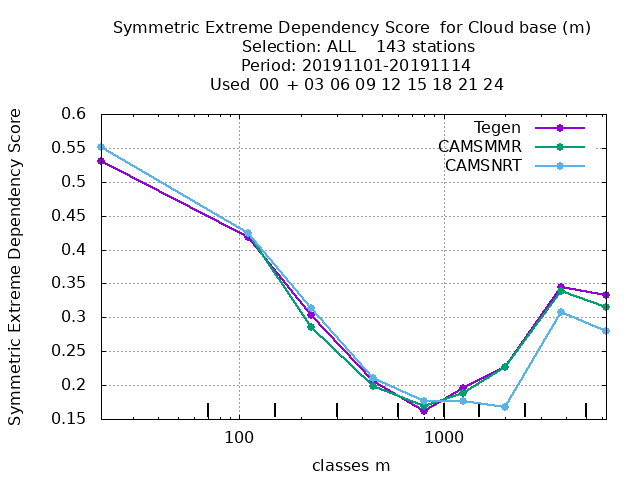 Symmetric Extreme Dependency Score  for Cloud base (m)
Selection: ALL    143 stations
Period: 20191101-20191114
Used  00 + 03 06 09 12 15 18 21 24
Symmetric Extreme Dependency Score
0.6
0.55
0.5
0.45
0.4
0.35
0.3
0.25
0.2
0.15
Tegen
CAMSMMR
CAMSNRT
100
1000
classes m